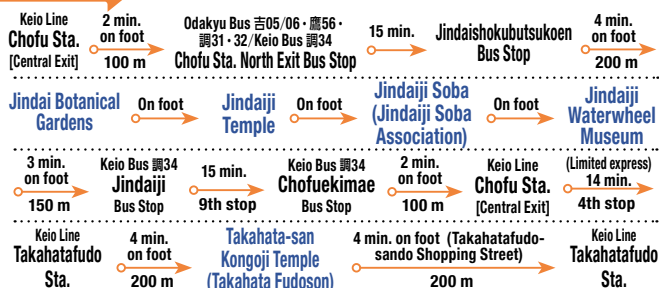 Keio Line
Chofu Sta.
[Central Exit]
2 min.
on foot
100 m
Odakyu Bus 吉05/06・鷹56・
調31・32/Keio Bus 調34
Chofu Sta. North Exit Bus Stop
15 min.
Jindaishokubutsukoen
Bus Stop
4 min.
on foot
200 m
Jindai Botanical
Gardens
On foot
Jindaiji
Temple
On foot
Jindaiji Soba
(Jindaiji Soba
Association)
On foot
Jindaiji
Waterwheel
Museum
3 min.
on foot
150 m
Keio Bus 調34
Jindaiji
Bus Stop
15 min.
9th stop
Keio Bus 調34
Chofuekimae
Bus Stop
2 min.
on foot
100 m
Keio Line
Chofu Sta.
[Central Exit]
(Limited express)
14 min.
4th stop
Keio Line
Takahatafudo
Sta.
4 min.
on foot
200 m
Takahata-san
Kongoji Temple
(Takahata Fudoson)
4 min. on foot (Takahatafudo-
sando Shopping Street)
200 m
Keio Line
Takahatafudo
Sta.